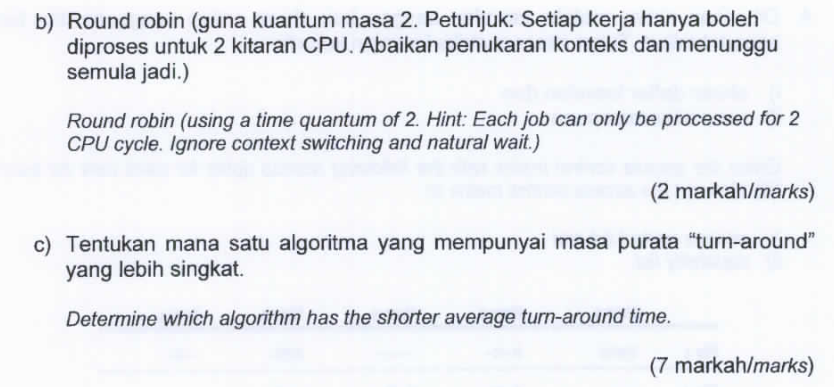 b) Round robin (guna kuantum masa 2. Petunjuk: Setiap kerja hanya boleh
diproses untuk 2 kitaran CPU. Abaikan penukaran konteks dan menunggu
semula jadi.)
Round robin (using a time quantum of 2. Hint: Each job can only be processed for 2
CPU cycle. Ignore context switching and natural wait.)
(2 markah/marks)
c) Tentukan mana satu algoritma yang mempunyai masa purata “turn-around”
yang lebih singkat.
Determine which algorithm has the shorter average turn-around time.
(7 markah/marks)